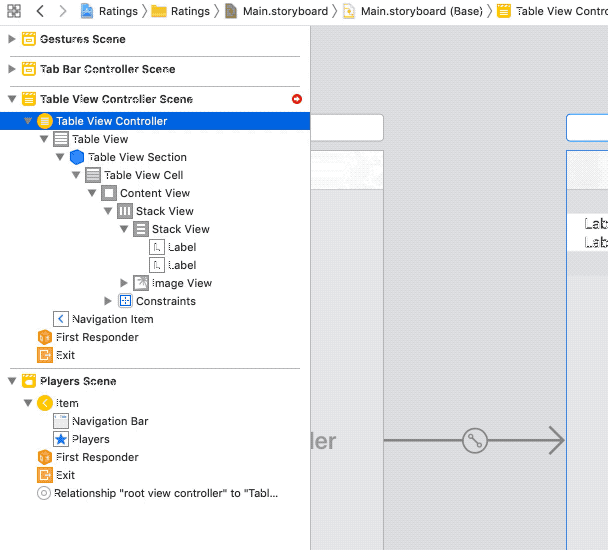 Ratings Ratings Main.storyboard Main.storyboard (Base) Table View Contro
Gestures Scene
Tab Bar Controller Scene
Table View Controller Scene
Table View Controller
Table View
Table View Section
Table View Cell
Content View
Stack View
Stack View
Label
Label
Image View
Constraints
Navigation Item
First Responder
Exit
Players Scene
Item
Navigation Bar
Players
First Responder
Exit
Relationship "root view controller" to "Tabl...
Lab
Lab
ller